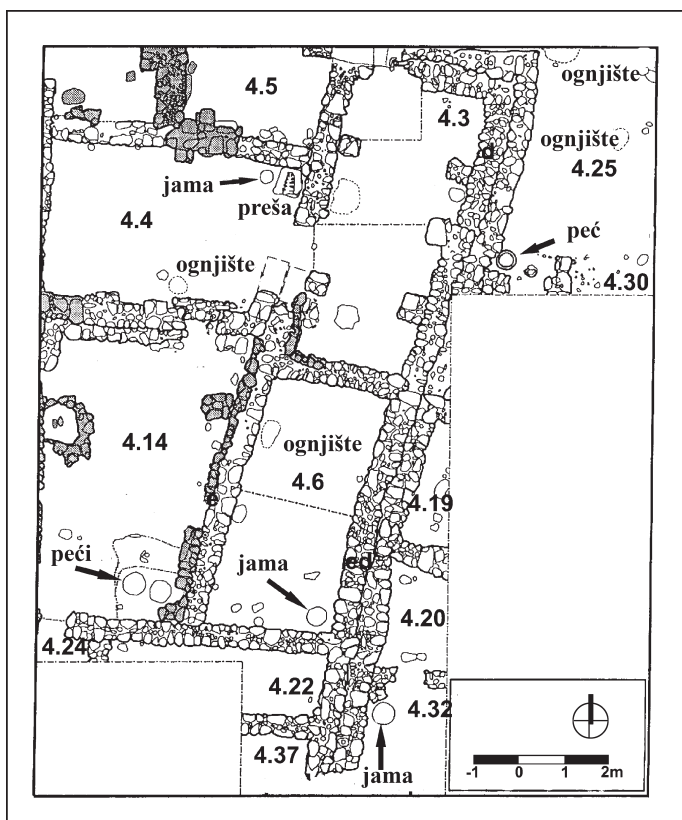 4.5
4.3
ognjište
ognjište
4.25
d
jama
preša
4.4
peć
ognjište
4.30
4.14
ognjište
4.6
e
4.19
peći
jama
ed
4.20
4.24
4.22
4.32
4.37
jama
-1 0 1 2m